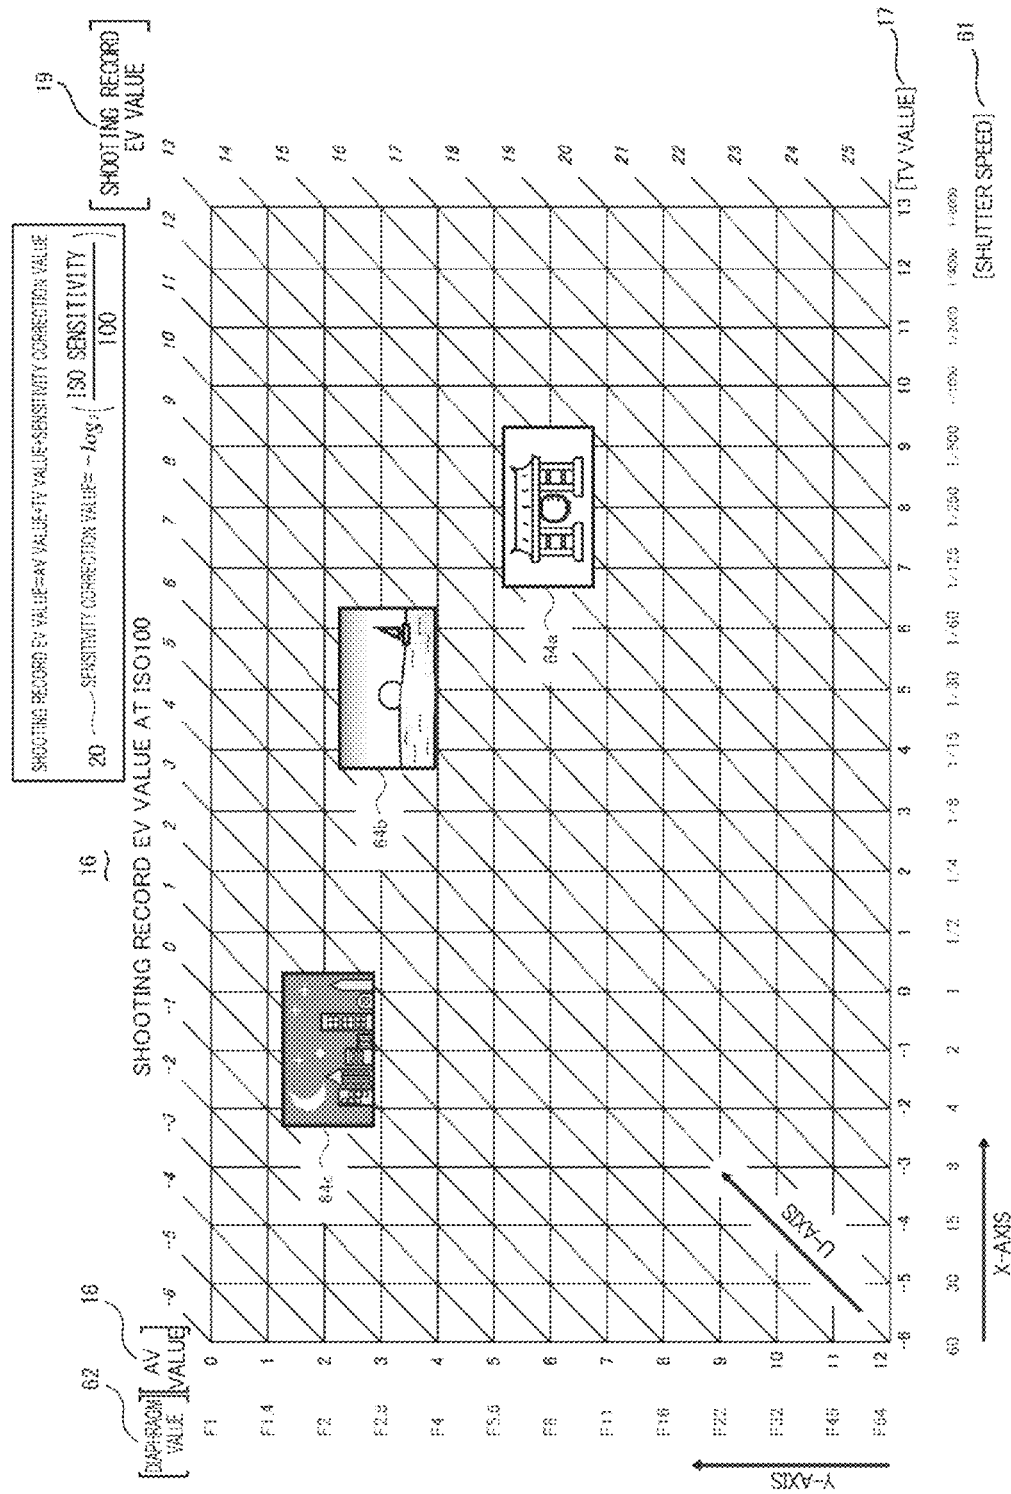 [SHOOTING RECORD
EV VALUE]
19
SHOOTING RECORD EV VALUE=AV VALUE+TV VALUE+SENSITIVITY CORRECTION VALUE
20
SENSITIVITY CORRECTION VALUE= -log₂(ISO SENSITIVITY
100)
16
SHOOTING RECORD EV VALUE AT ISO100
62
[DIAPHRAGM
VALUE]
18
[AV
VALUE]
-6 -5 -4 -3 -2 -1 0 1 2 3 4 5 6 7 8 9 10 11 12 13
14
15
16
17
18
19
20
21
22
23
24
25
F1 0
F1.4 1
F2 2
F2.8 3
F4 4
F5.6 5
F8 6
F11 7
F16 8
F22 9
F32 10
F45 11
F64 12
64c
64b
64a
U-AXIS
-6 -5 -4 -3 -2 -1 0 1 2 3 4 5 6 7 8 9 10 11 12 13 [TV VALUE]
17
60 30 15 8 4 2 1 1/2 1/4 1/8 1/15 1/30 1/60 1/125 1/500 1/2000 1/4000 1/8000
[SHUTTER SPEED]
61
Y-AXIS
X-AXIS